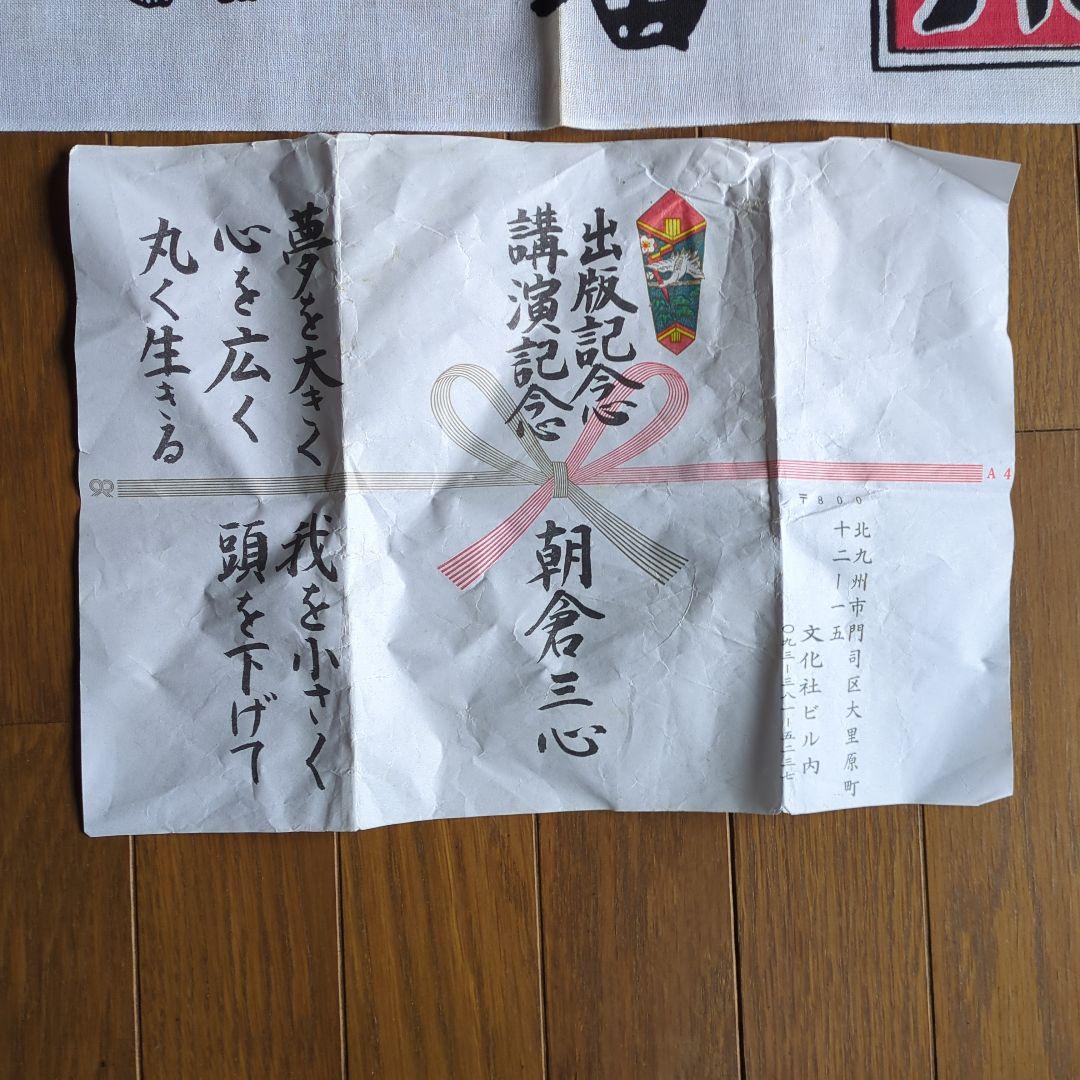 出版記念
講演記念
朝倉三心
夢を大きく 我を小さく
心を広く 頭を下げて
丸く生きる
A4
〒800
北九州市門司区大里原町
十二ー一五
文化社ビル内
〇九三ー三八一ー五二三七